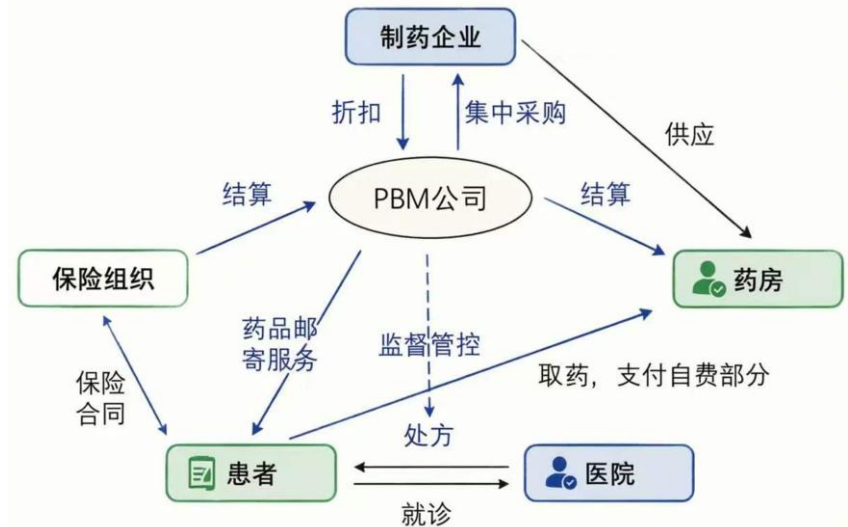 制药企业
折扣
集中采购
供应
结算
PBM公司
结算
保险组织
药房
药品邮
寄服务
监督管控
保险
合同
取药，支付自费部分
处方
患者
医院
就诊